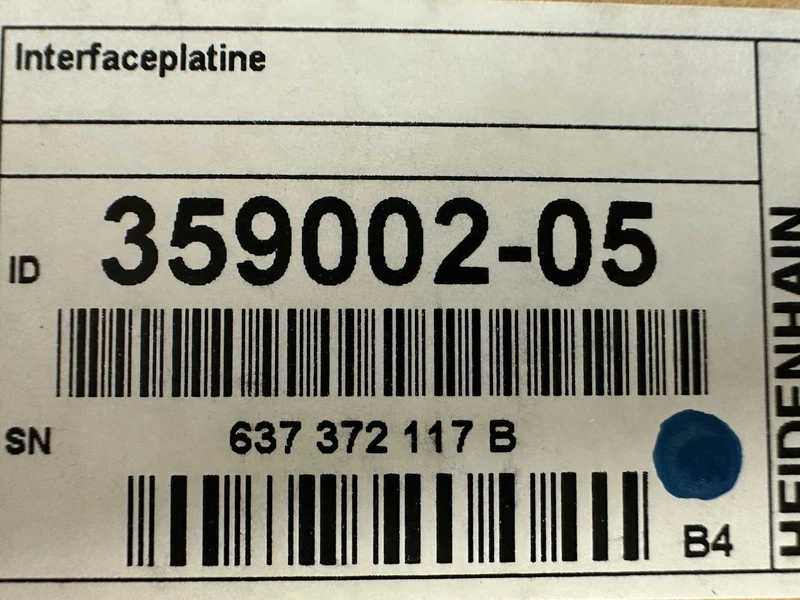 Interfaceplatine
ID 359002-05
SN 637 372 117 B
B4
HEIDENHAIN